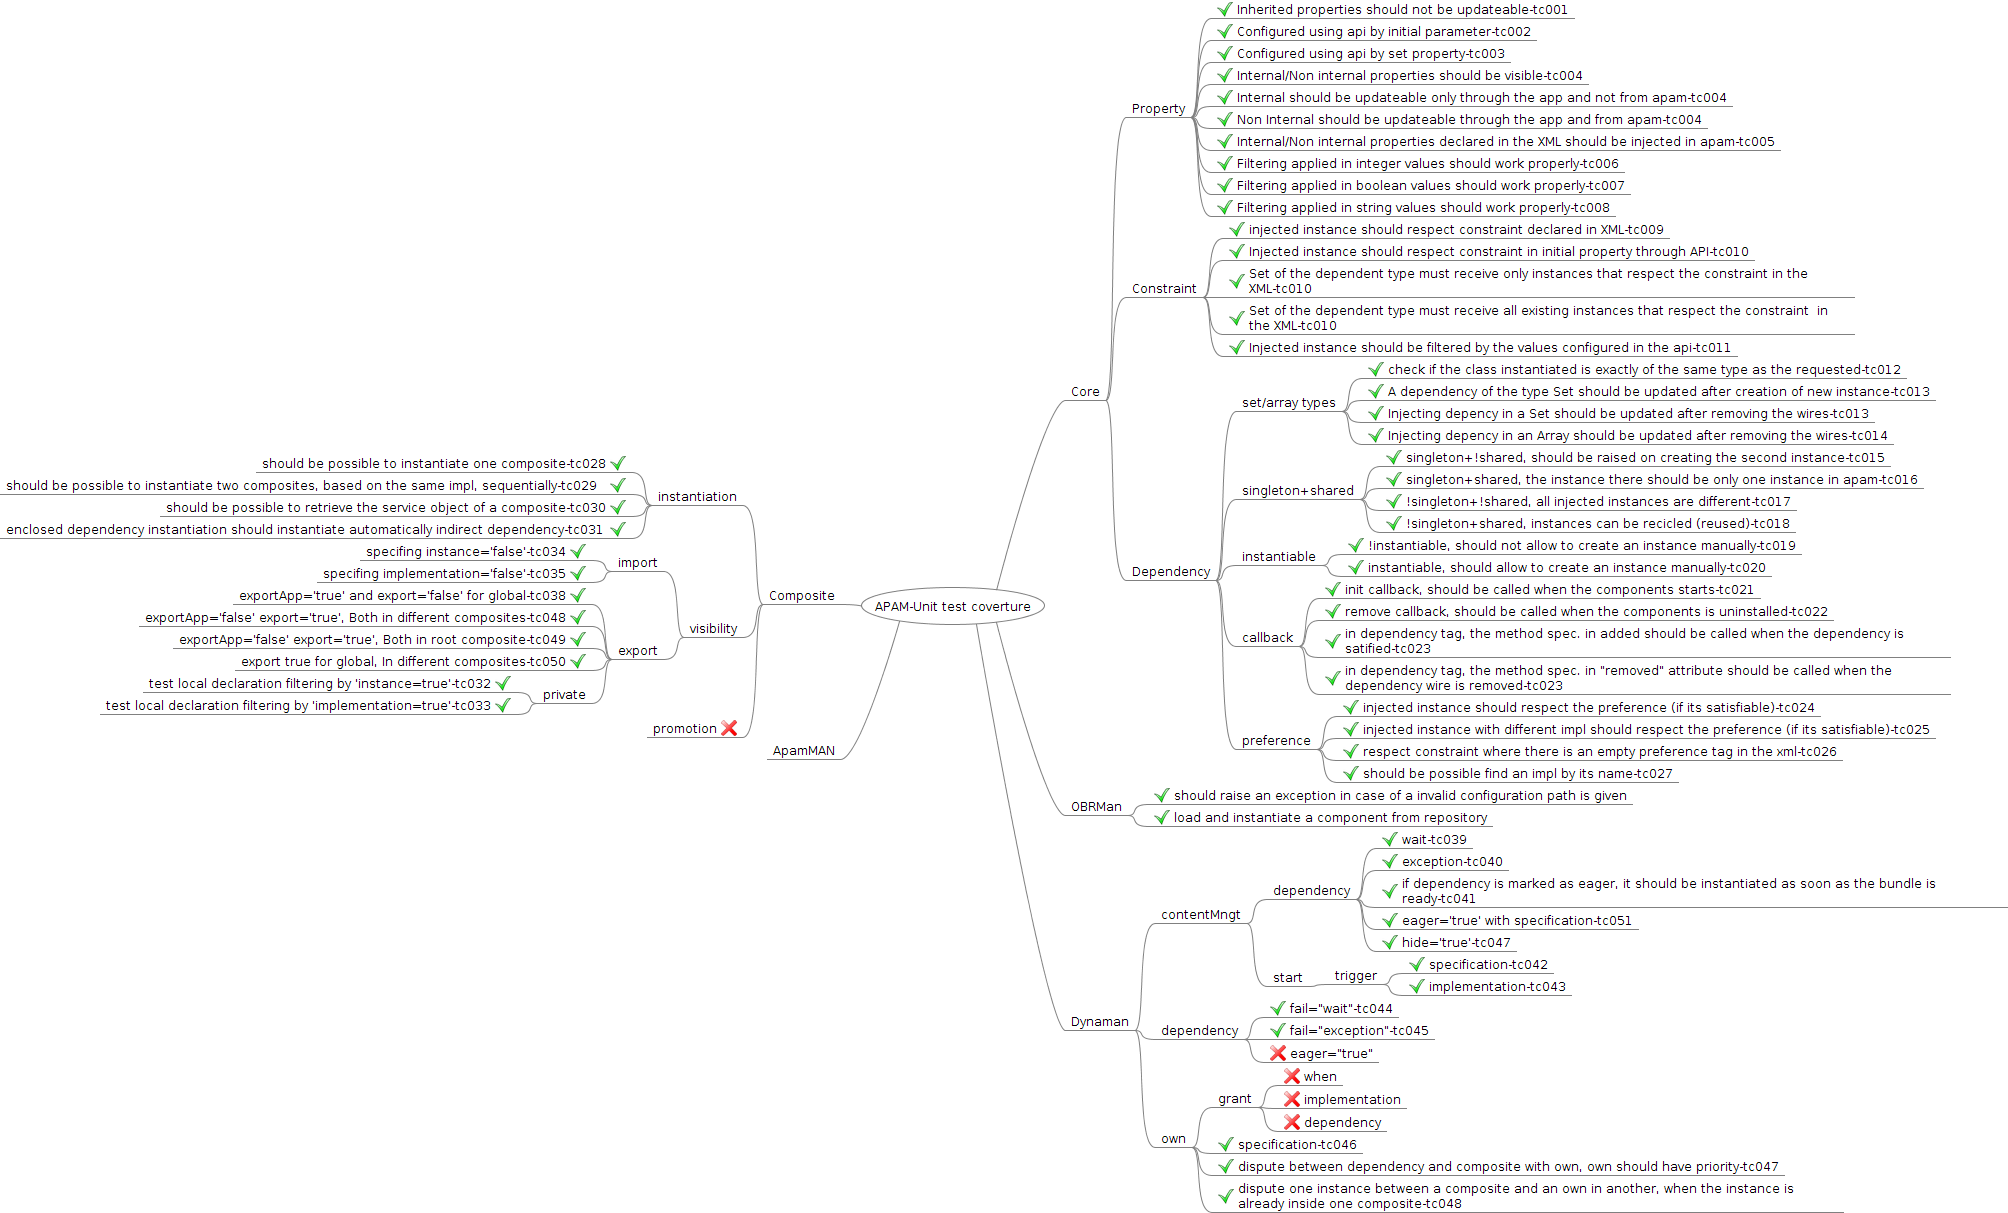 APAM-Unit test coverture
Core
Property
Inherited properties should not be updateable-tc001
Configured using api by initial parameter-tc002
Configured using api by set property-tc003
Internal/Non internal properties should be visible-tc004
Internal should be updateable only through the app and not from apam-tc004
Non Internal should be updateable through the app and from apam-tc004
Internal/Non internal properties declared in the XML should be injected in apam-tc005
Filtering applied in integer values should work properly-tc006
Filtering applied in boolean values should work properly-tc007
Filtering applied in string values should work properly-tc008
Constraint
injected instance should respect constraint declared in XML-tc009
Injected instance should respect constraint in initial property through API-tc010
Set of the dependent type must receive only instances that respect the constraint in the
XML-tc010
Set of the dependent type must receive all existing instances that respect the constraint  in
the XML-tc010
Injected instance should be filtered by the values configured in the api-tc011
Dependency
set/array types
check if the class instantiated is exactly of the same type as the requested-tc012
A dependency of the type Set should be updated after creation of new instance-tc013
Injecting depency in a Set should be updated after removing the wires-tc013
Injecting depency in an Array should be updated after removing the wires-tc014
singleton+shared
singleton+!shared, should be raised on creating the second instance-tc015
singleton+shared, the instance there should be only one instance in apam-tc016
!singleton+!shared, all injected instances are different-tc017
!singleton+shared, instances can be recicled (reused)-tc018
instantiable
!instantiable, should not allow to create an instance manually-tc019
instantiable, should allow to create an instance manually-tc020
callback
init callback, should be called when the components starts-tc021
remove callback, should be called when the components is uninstalled-tc022
in dependency tag, the method spec. in added should be called when the dependency is
satified-tc023
in dependency tag, the method spec. in "removed" attribute should be called when the
dependency wire is removed-tc023
preference
injected instance should respect the preference (if its satisfiable)-tc024
injected instance with different impl should respect the preference (if its satisfiable)-tc025
respect constraint where there is an empty preference tag in the xml-tc026
should be possible find an impl by its name-tc027
OBRMan
should raise an exception in case of a invalid configuration path is given
load and instantiate a component from repository
Dynaman
contentMngt
dependency
wait-tc039
exception-tc040
if dependency is marked as eager, it should be instantiated as soon as the bundle is
ready-tc041
eager='true' with specification-tc051
hide='true'-tc047
start
trigger
specification-tc042
implementation-tc043
dependency
fail="wait"-tc044
fail="exception"-tc045
eager="true"
own
grant
when
implementation
dependency
specification-tc046
dispute between dependency and composite with own, own should have priority-tc047
dispute one instance between a composite and an own in another, when the instance is
already inside one composite-tc048
Composite
instantiation
should be possible to instantiate one composite-tc028
should be possible to instantiate two composites, based on the same impl, sequentially-tc029
should be possible to retrieve the service object of a composite-tc030
enclosed dependency instantiation should instantiate automatically indirect dependency-tc031
visibility
import
specifing instance='false'-tc034
specifing implementation='false'-tc035
export
exportApp='true' and export='false' for global-tc038
exportApp='false' export='true', Both in different composites-tc048
exportApp='false' export='true', Both in root composite-tc049
export true for global, In different composites-tc050
private
test local declaration filtering by 'instance=true'-tc032
test local declaration filtering by 'implementation=true'-tc033
promotion
ApamMAN